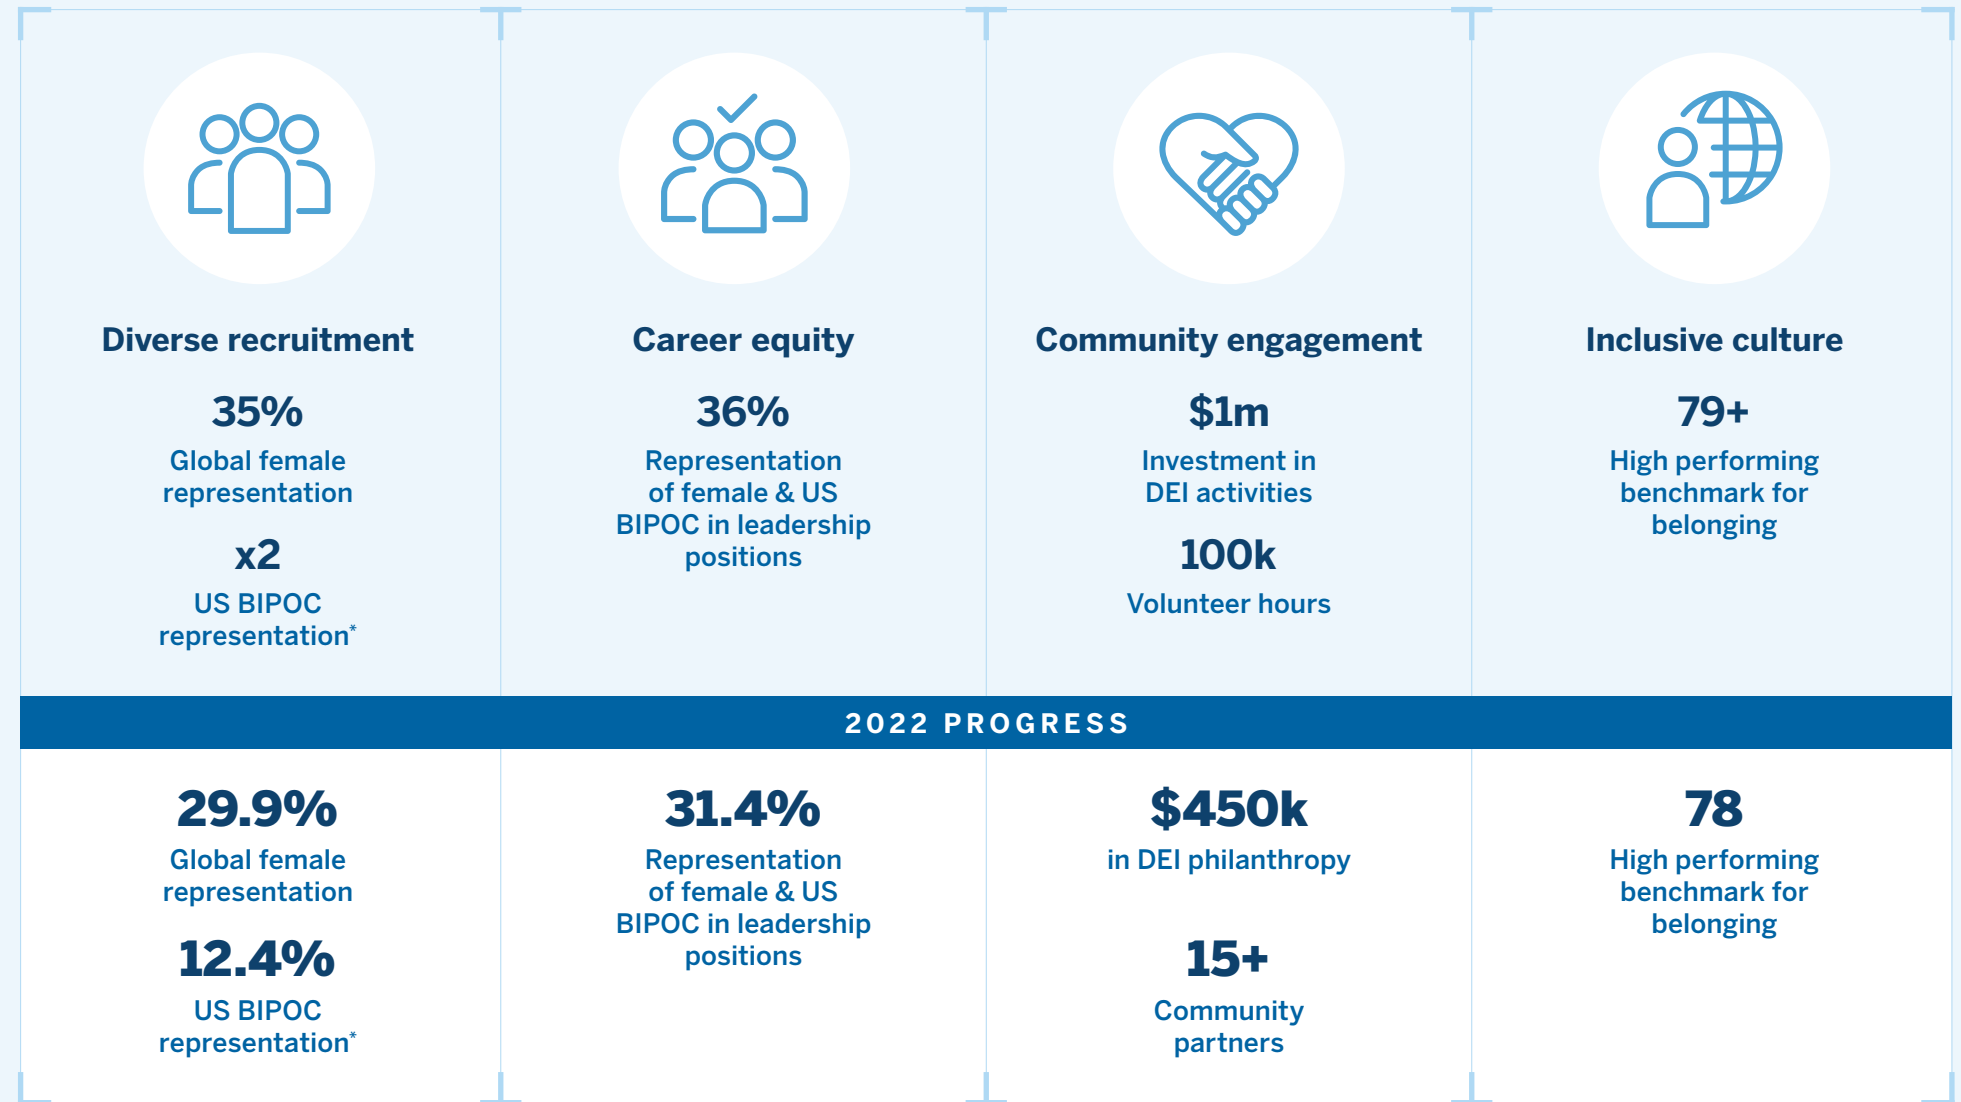 Diverse recruitment
35%
Global female
representation
x2
US BIPOC
representation*
Career equity
36%
Representation
of female & US
BIPOC in leadership
positions
Community engagement
$1m
Investment in
DEI activities
100k
Volunteer hours
Inclusive culture
79+
High performing
benchmark for
belonging
2022 PROGRESS
29.9%
Global female
representation
12.4%
US BIPOC
representation*
31.4%
Representation
of female & US
BIPOC in leadership
positions
$450k
in DEI philanthropy
15+
Community
partners
78
High performing
benchmark for
belonging